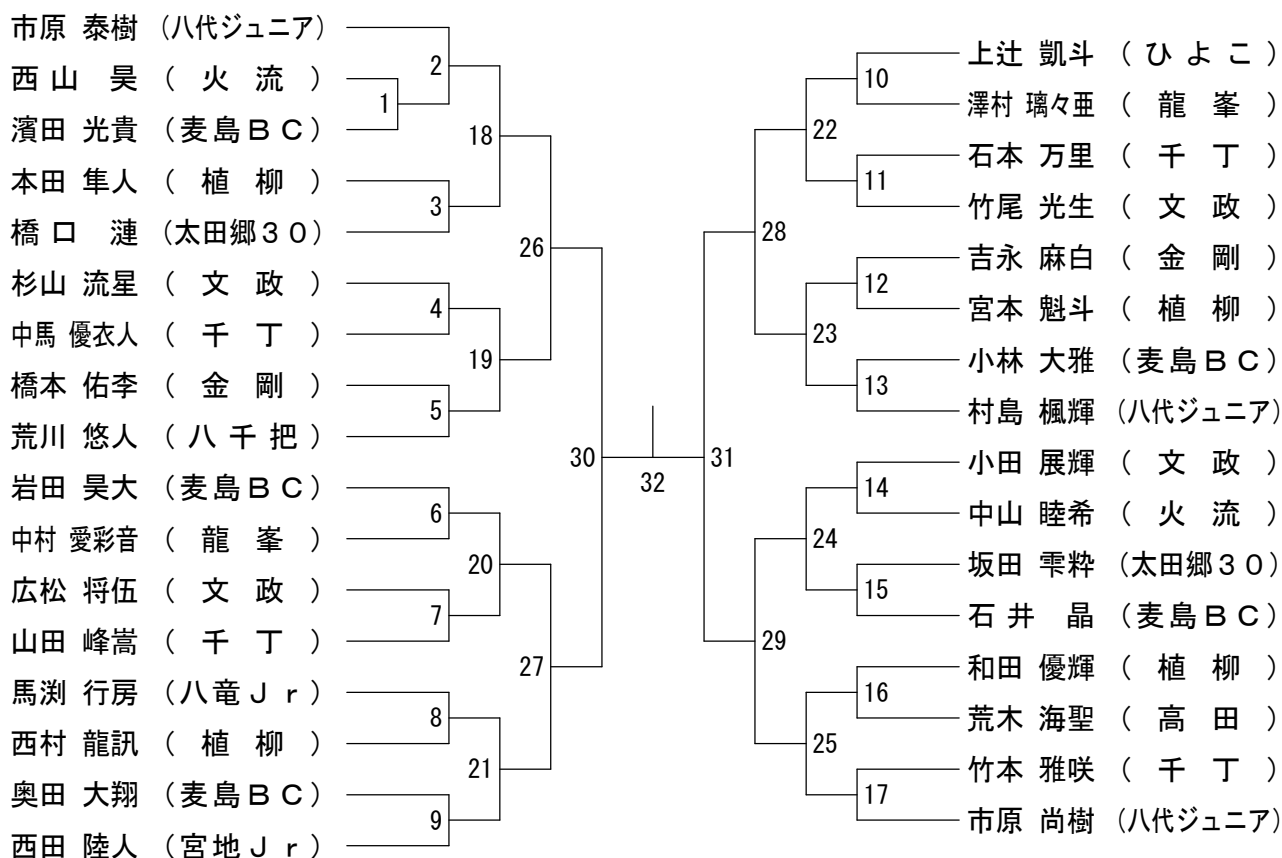 市原 泰樹 (八代ジュニア)
西山 昊 ( 火 流 )
濱田 光貴 (麦島BC)
本田 隼人 ( 植 柳 )
橋口 漣 (太田郷30)
杉山 流星 ( 文 政 )
中馬 優衣人 ( 千 丁 )
橋本 佑李 ( 金 剛 )
荒川 悠人 ( 八 千 把 )
岩田 昊大 (麦島BC)
中村 愛彩音 ( 龍 峯 )
広松 将伍 ( 文 政 )
山田 峰嵩 ( 千 丁 )
馬渕 行房 (八竜Jr)
西村 龍訊 ( 植 柳 )
奥田 大翔 (麦島BC)
西田 陸人 (宮地Jr)
1
2
3
4
5
6
7
8
9
18
19
20
21
26
27
30
32
31
28
29
22
23
24
25
10
11
12
13
14
15
16
17
上辻 凱斗 ( ひ よ こ )
澤村 璃々亜 ( 龍 峯 )
石本 万里 ( 千 丁 )
竹尾 光生 ( 文 政 )
吉永 麻白 ( 金 剛 )
宮本 魁斗 ( 植 柳 )
小林 大雅 (麦島BC)
村島 楓輝 (八代ジュニア)
小田 展輝 ( 文 政 )
中山 睦希 ( 火 流 )
坂田 雫粋 (太田郷30)
石井 晶 (麦島BC)
和田 優輝 ( 植 柳 )
荒木 海聖 ( 高 田 )
竹本 雅咲 ( 千 丁 )
市原 尚樹 (八代ジュニア)